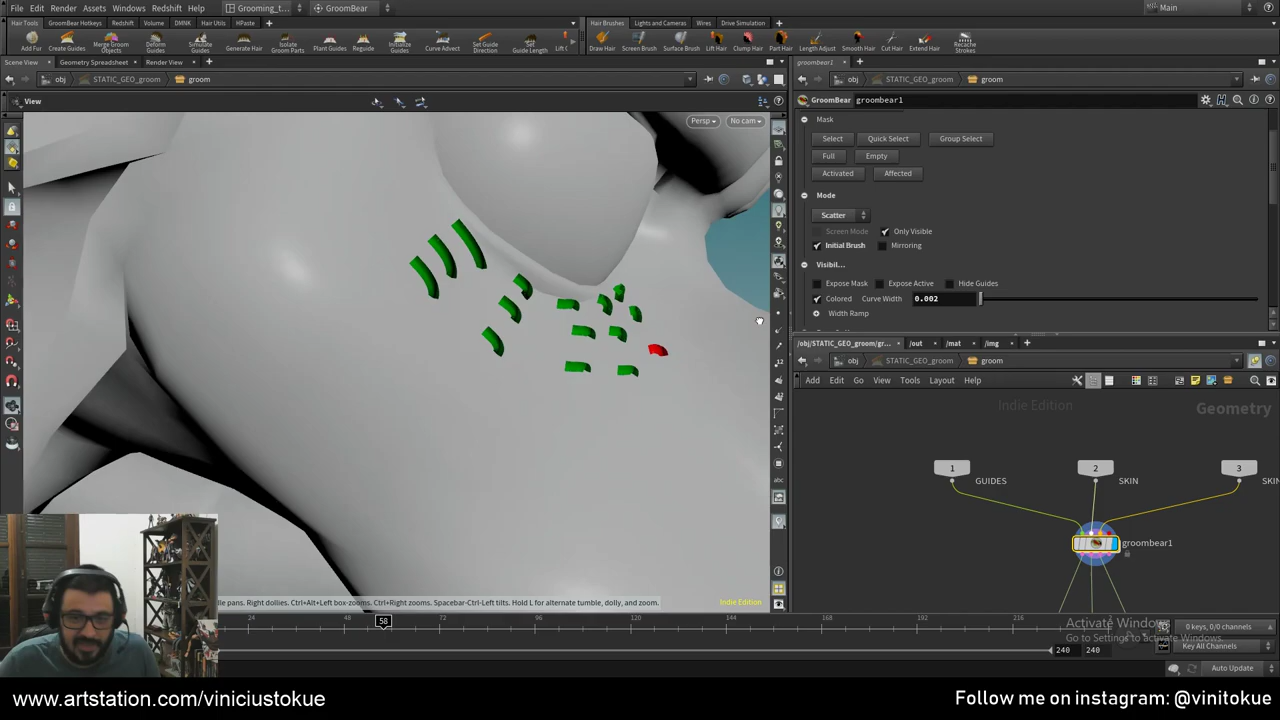 File Edit Render Assets Windows Redshift Help Grooming_t... GroomBear Main
Hair Tools GroomBear Hotkeys Redshift Volume DMNK Hair Utils HPaste Hair Brushes Lights and Cameras Wires Drive Simulation
Add Fur Create Guides Merge Groom Objects Deform Guides Simulate Guides Generate Hair Isolate Groom Parts Plant Guides Reguide Initialize Guides Curve Advect Set Guide Direction Set Guide Length Lift Draw Hair Screen Brush Surface Brush Lift Hair Clump Hair Part Hair Length Adjust Smooth Hair Cut Hair Extend Hair Recache Strokes
Scene View Geometry Spreadsheet Render View groombear1
obj STATIC_GEO_groom groom obj STATIC_GEO_groom groom
View GroomBear groombear1
Persp No cam
Mask
Select Quick Select Group Select
Full Empty
Activated Affected
Mode
Scatter
Screen Mode Only Visible
Initial Brush Mirroring
Visibil...
Expose Mask Expose Active Hide Guides
Colored Curve Width 0.002
Width Ramp
/obj/STATIC_GEO_groom/gr... /out /mat /img
obj STATIC_GEO_groom groom
Add Edit Go View Tools Layout Help
Indie Edition Geometry
1 GUIDES 2 SKIN 3 SKIN
groombear1
abc
lle pans. Right dollies. Ctrl+Alt+Left box-zooms. Ctrl+Right zooms. Spacebar-Ctrl-Left tilts. Hold L for alternate tumble, dolly, and zoom. Indie Edition
24 48 58 96 120 144 168 192 216
Activate Windows
Go to Settings to activate Windows.
0 keys, 0/0 channels
240 240 Key All Channels
Auto Update
www.artstation.com/viniciustokue Follow me on instagram: @vinitokue